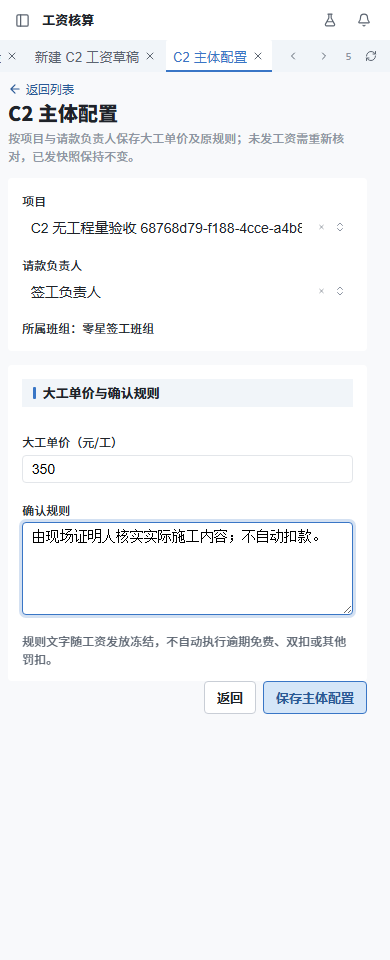 工资核算
新建 C2 工资草稿
C2 主体配置
5
返回列表
C2 主体配置
按项目与请款负责人保存大工单价及原规则；未发工资需重新核
对，已发快照保持不变。
项目
C2 无工程量验收 68768d79-f188-4cce-a4b8
请款负责人
签工负责人
所属班组：零星签工班组
大工单价与确认规则
大工单价（元/工）
350
确认规则
由现场证明人核实实际施工内容；不自动扣款。
规则文字随工资发放冻结，不自动执行逾期免费、双扣或其他
罚扣。
返回
保存主体配置